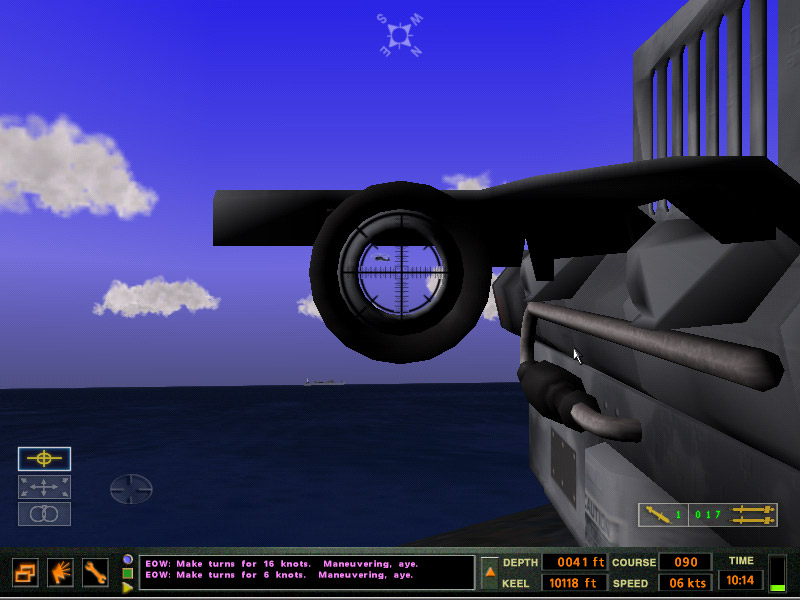 S W
E N
1 017
EOW: Make turns for 16 knots. Maneuvering, aye.
EOW: Make turns for 6 knots. Maneuvering, aye.
DEPTH 0041 ft COURSE 090 TIME
KEEL 10118 ft SPEED 06 kts 10:14